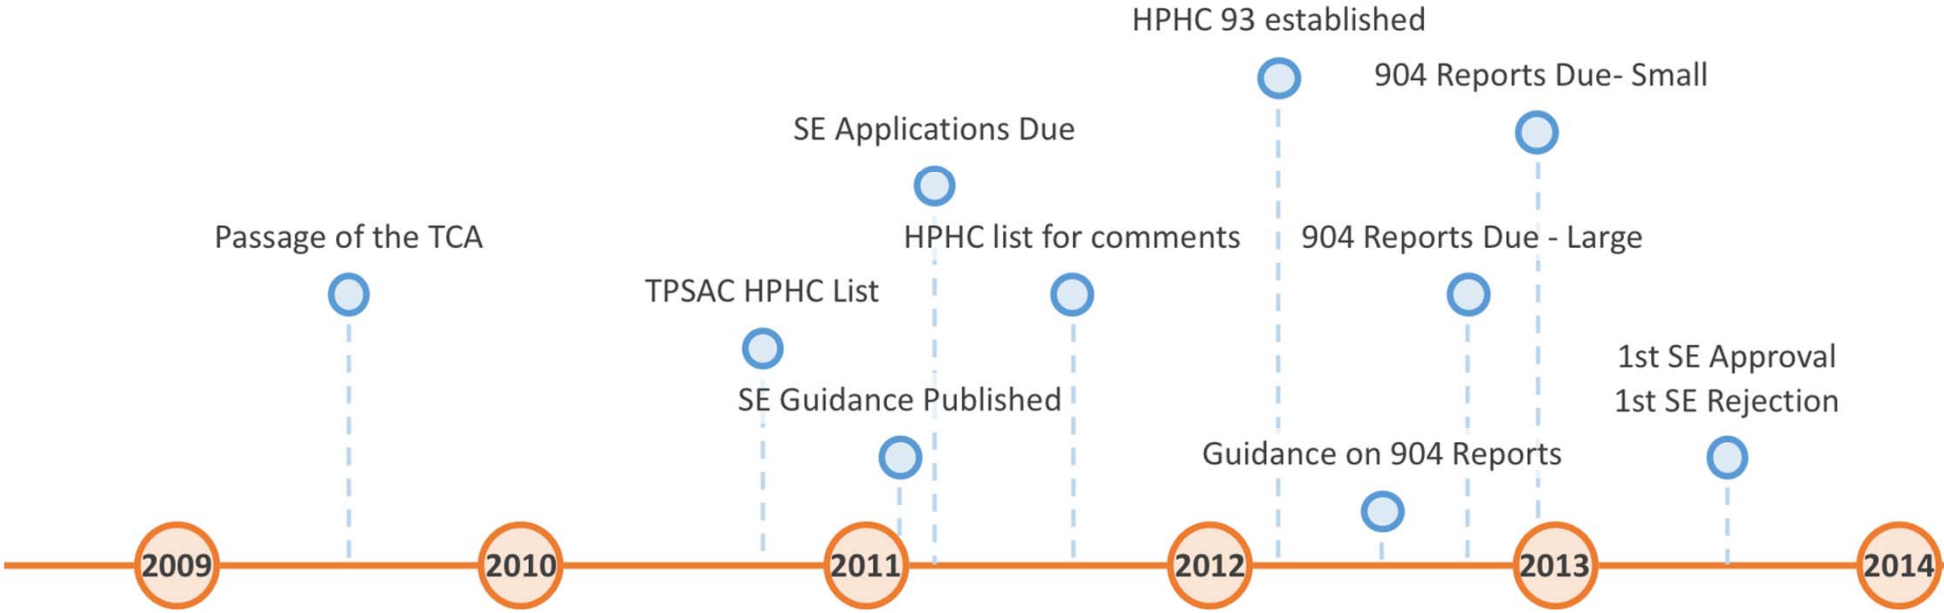 HPHC 93 established
904 Reports Due- Small
SE Applications Due
Passage of the TCA
HPHC list for comments
904 Reports Due - Large
TPSAC HPHC List
1st SE Approval
1st SE Rejection
SE Guidance Published
Guidance on 904 Reports
2009
2010
2011
2012
2013
2014